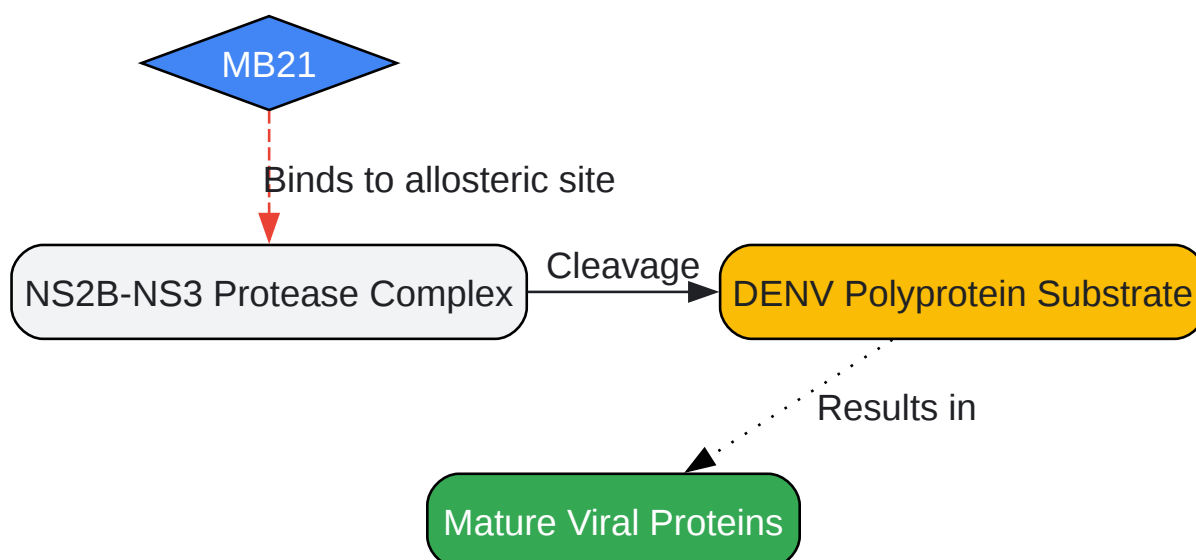 MB21
Binds to allosteric site
Cleavage
NS2B-NS3 Protease Complex
DENV Polyprotein Substrate
Results in
Mature Viral Proteins